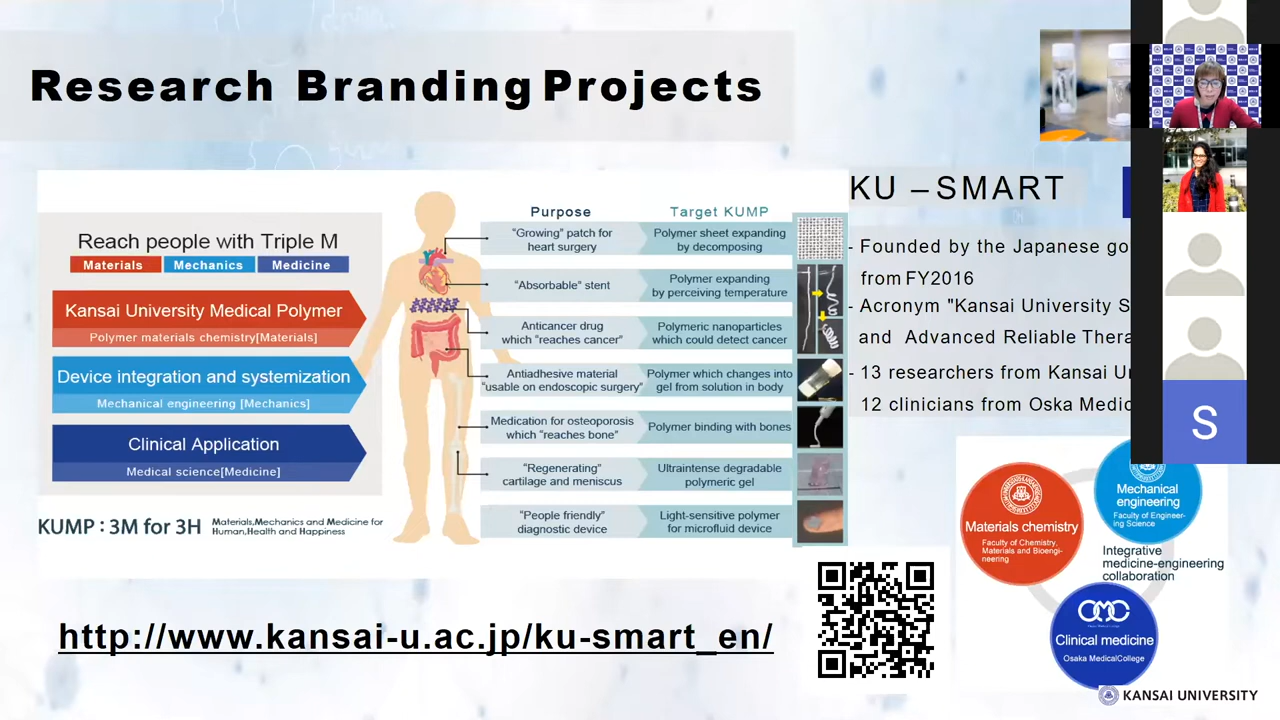 Research Branding Projects
Reach people with Triple M
Materials Mechanics Medicine
Kansai University Medical Polymer
Polymer materials chemistry[Materials]
Device integration and systemization
Mechanical engineering [Mechanics]
Clinical Application
Medical science[Medicine]
KUMP : 3M for 3H
Materials,Mechanics and Medicine for
Human,Health and Happiness
Purpose
Target KUMP
“Growing” patch for
heart surgery
Polymer sheet expanding
by decomposing
“Absorbable” stent
Polymer expanding
by perceiving temperature
Anticancer drug
which “reaches cancer”
Polymeric nanoparticles
which could detect cancer
Antiadhesive material
“usable on endoscopic surgery”
Polymer which changes into
gel from solution in body
Medication for osteoporosis
which “reaches bone”
Polymer binding with bones
“Regenerating”
cartilage and meniscus
Ultraintense degradable
polymeric gel
“People friendly”
diagnostic device
Light-sensitive polymer
for microfluid device
http://www.kansai-u.ac.jp/ku-smart_en/
KU – SMART
- Founded by the Japanese go
from FY2016
- Acronym "Kansai University S
and Advanced Reliable Thera
- 13 researchers from Kansai U
12 clinicians from Oska Medic
S
Materials chemistry
Faculty of Chemistry,
Materials and Bioengi-
neering
Mechanical
engineering
Faculty of Engineer-
ing Science
Integrative
medicine-engineering
collaboration
OMC
Clinical medicine
Osaka MedicalCollege
KANSAI UNIVERSITY